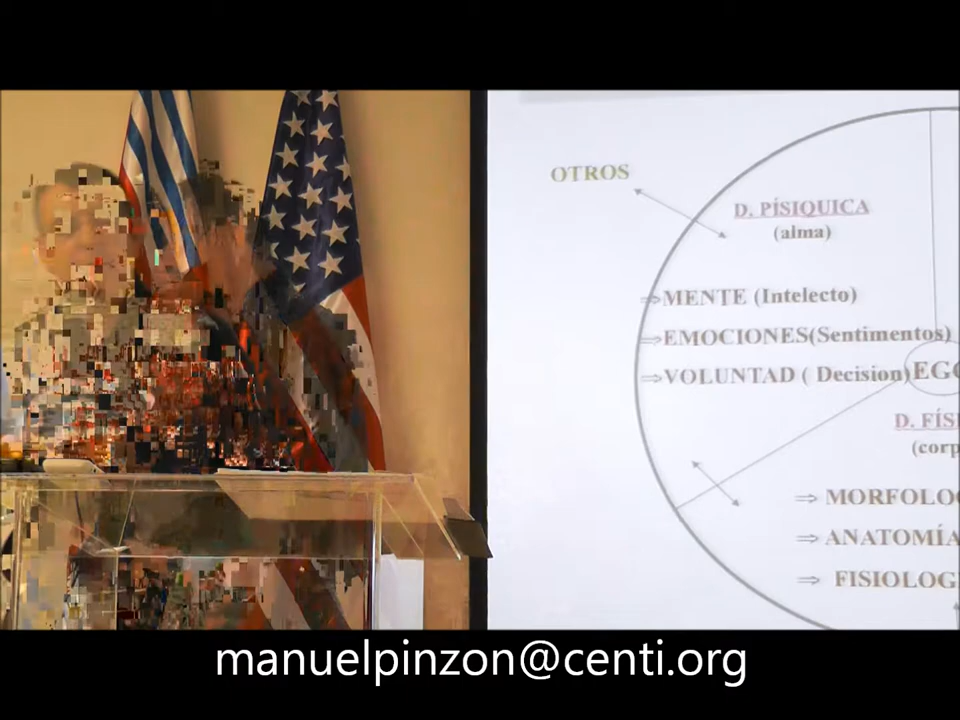 OTROS
D. PÍSIQUICA
(alma)
⇒MENTE (Intelecto)
⇒EMOCIONES(Sentimentos)
⇒VOLUNTAD ( Decision)
⇒ MORFOLO
⇒ ANATOMÍA
⇒ FISIOLOG
manuelpinzon@centi.org